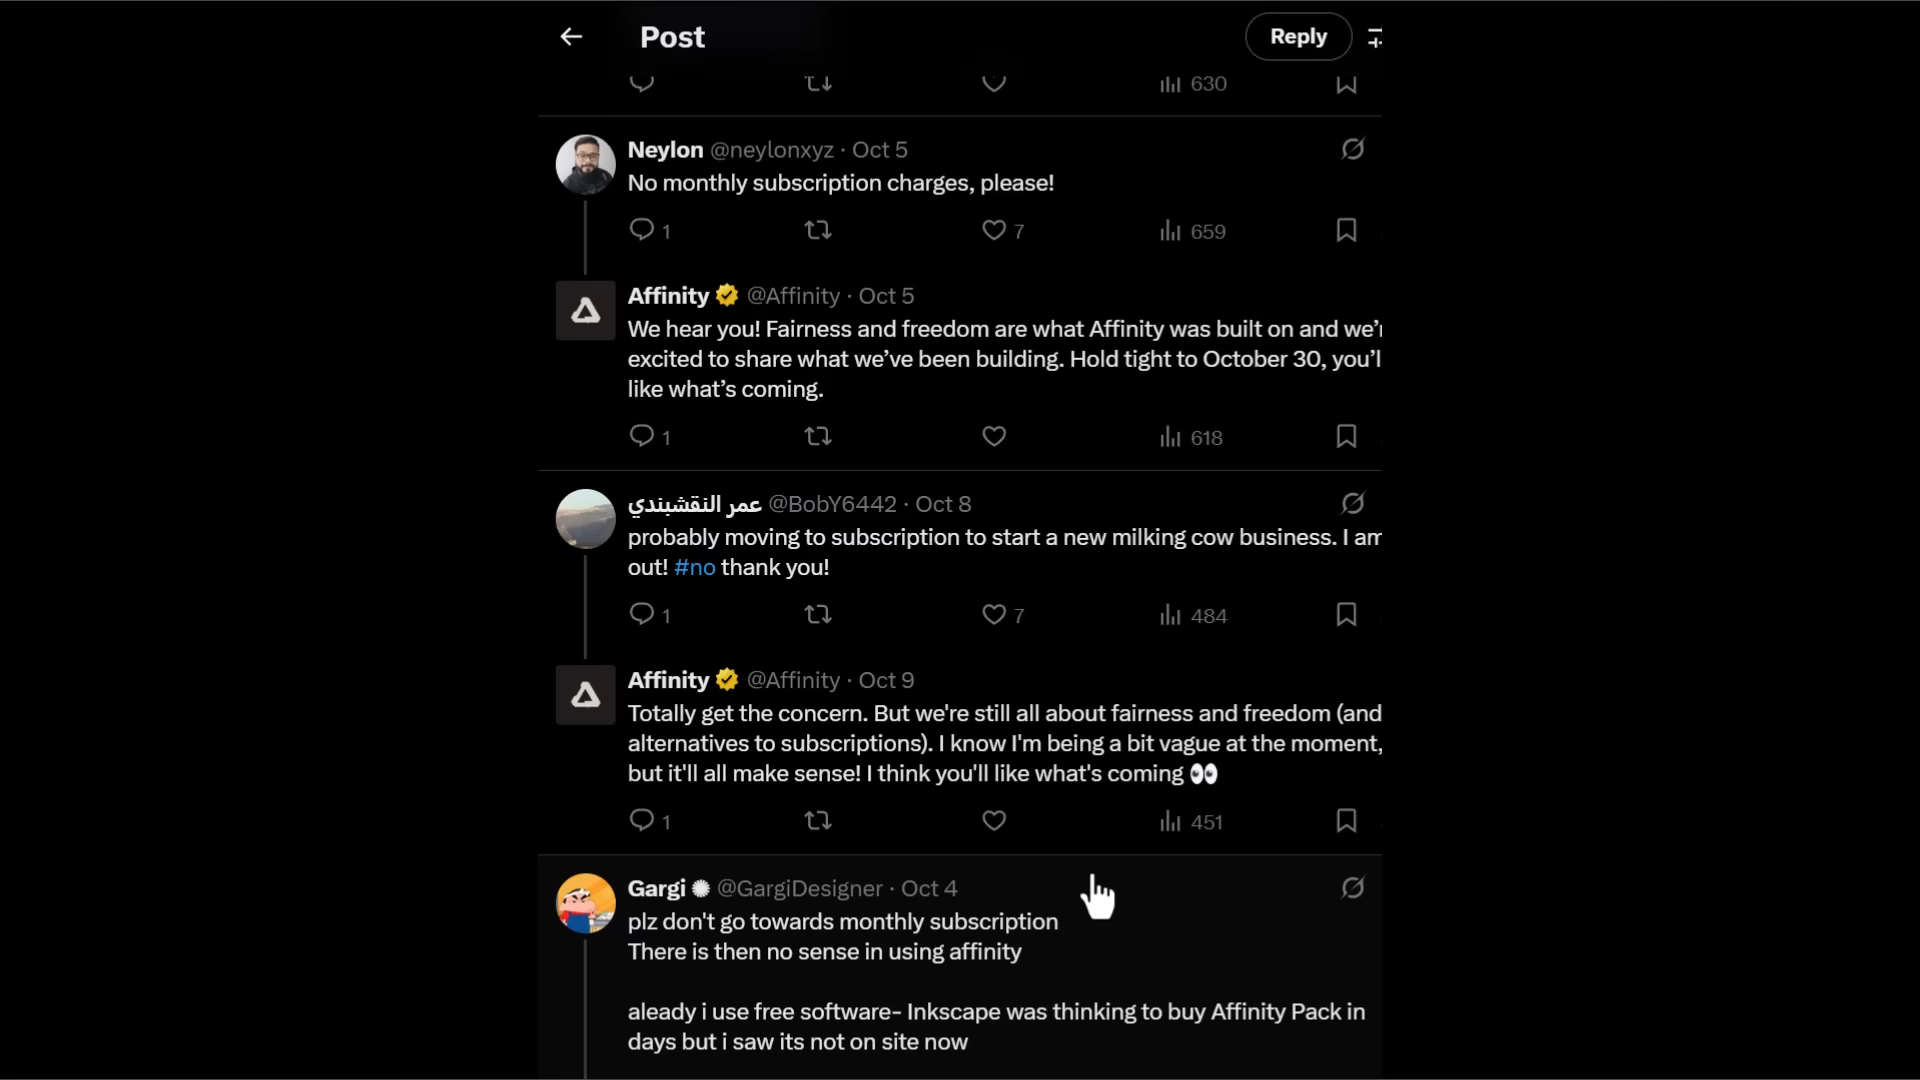 Post
Reply
630
Neylon @neylonxyz · Oct 5
No monthly subscription charges, please!
1 7 659
Affinity @Affinity · Oct 5
We hear you! Fairness and freedom are what Affinity was built on and we’r
excited to share what we’ve been building. Hold tight to October 30, you’l
like what’s coming.
1 618
عمر النقشبندي @BobY6442 · Oct 8
probably moving to subscription to start a new milking cow business. I am
out! #no thank you!
1 7 484
Affinity @Affinity · Oct 9
Totally get the concern. But we're still all about fairness and freedom (and
alternatives to subscriptions). I know I'm being a bit vague at the moment,
but it'll all make sense! I think you'll like what's coming 👀
1 451
Gargi @GargiDesigner · Oct 4
plz don't go towards monthly subscription
There is then no sense in using affinity
aleady i use free software- Inkscape was thinking to buy Affinity Pack in
days but i saw its not on site now